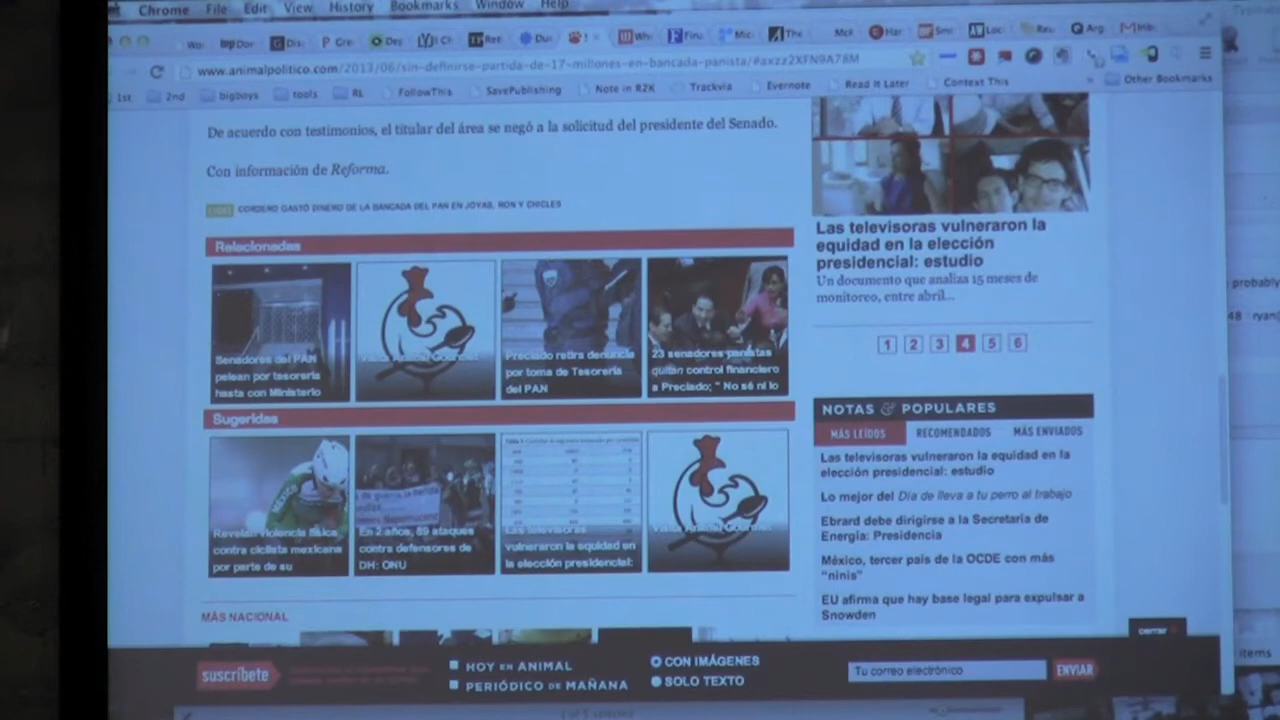 Chrome File Edit View History Bookmarks Window Help
www.animalpolitico.com/2013/06/sin-definirse-partida-de-17-millones-en-bancada-panista/#axzz2XFN9A78M
1st 2nd bigboys tools RL FollowThis SavePublishing Note in R2K Trackvia Evernote Read It Later Context This Other Bookmarks
De acuerdo con testimonios, el titular del área se negó a la solicitud del presidente del Senado.
Con información de Reforma.
CORDERO GASTÓ DINERO DE LA BANCADA DEL PAN EN JOYAS, RON Y CHICLES
Relacionadas
Senadores del PAN
pelean por tesorería
hasta con Ministerio
Preciado retira denuncia
por toma de Tesorería
del PAN
23 senadores panistas
quitan control financiero
a Preciado; " No sé ni lo
Sugeridas
Revelan violencia física
contra ciclista mexicana
por parte de su
En 2 años, 89 ataques
contra defensores de
DH: ONU
Las televisoras
vulneraron la equidad en
la elección presidencial:
MÁS NACIONAL
Las televisoras vulneraron la
equidad en la elección
presidencial: estudio
Un documento que analiza 15 meses de
monitoreo, entre abril...
1 2 3 4 5 6
NOTAS & POPULARES
MÁS LEÍDOS RECOMENDADOS MÁS ENVIADOS
Las televisoras vulneraron la equidad en la
elección presidencial: estudio
Lo mejor del Día de lleva a tu perro al trabajo
Ebrard debe dirigirse a la Secretaría de
Energía: Presidencia
México, tercer país de la OCDE con más
"ninis"
EU afirma que hay base legal para expulsar a
Snowden
cerrar
suscríbete
HOY EN ANIMAL
PERIÓDICO DE MAÑANA
CON IMÁGENES
SOLO TEXTO
Tu correo electrónico
ENVIAR
probably
items